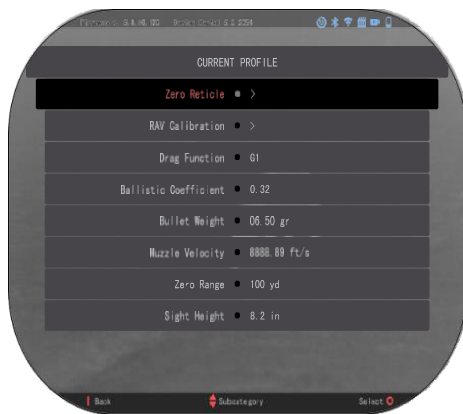 CURRENT PROFILE
Zero Reticle >
RAV Calibration >
Drag Function G1
Ballistic Coefficient 0.32
Bullet Weight 06.50 gr
Muzzle Velocity 8888.89 ft/s
Zero Range 100 yd
Sight Height 8.2 in
Back Subcategory Select